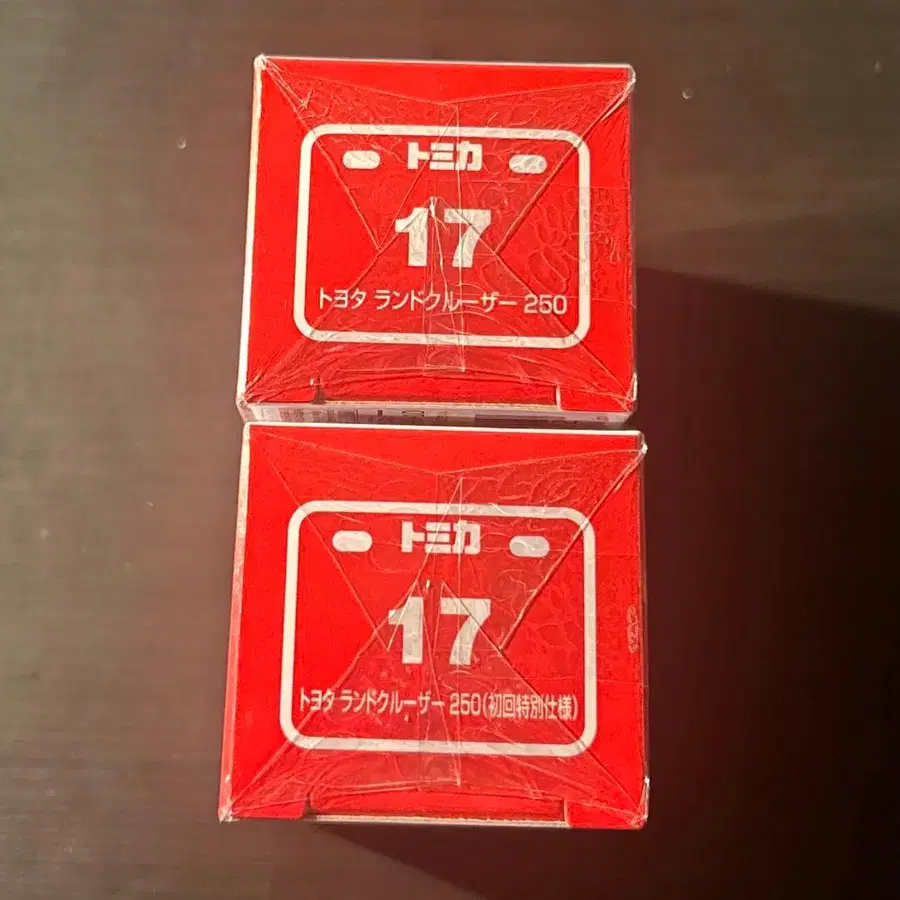 トミカ
17
トヨタ ランドクルーザー 250
トミカ
17
トヨタ ランドクルーザー 250(初回特別仕様)